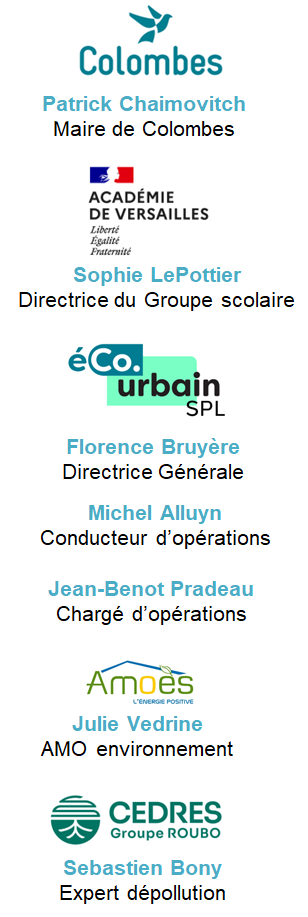 Colombes
Patrick Chaimovitch
Maire de Colombes
ACADÉMIE
DE VERSAILLES
Liberté
Égalité
Fraternité
Sophie LePottier
Directrice du Groupe scolaire
éCo.
urbain
SPL
Florence Bruyère
Directrice Générale
Michel Alluyn
Conducteur d’opérations
Jean-Benot Pradeau
Chargé d’opérations
Amoès
L'ENERGIE POSITIVE
Julie Vedrine
AMO environnement
CEDRES
Groupe ROUBO
Sebastien Bony
Expert dépollution